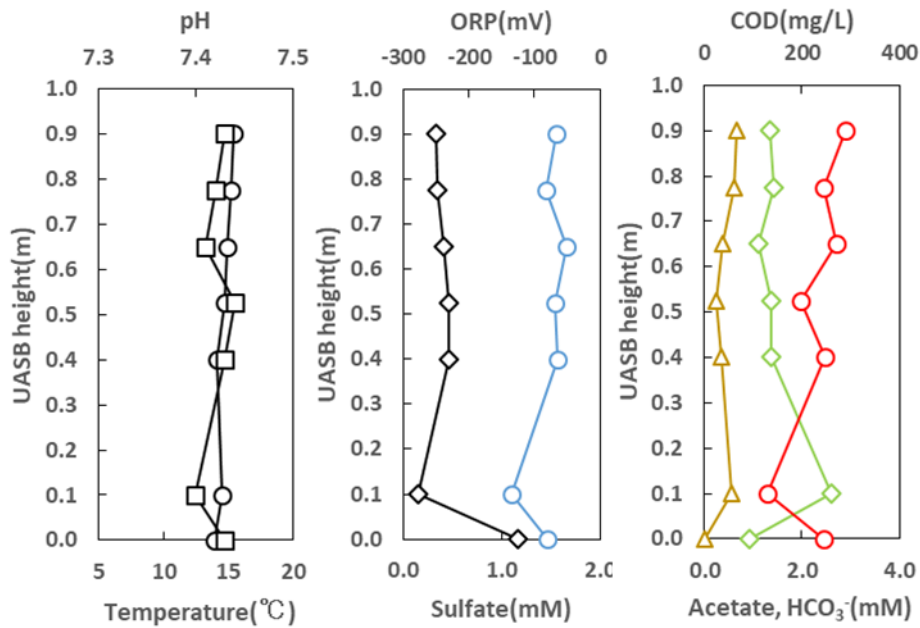 pH
7.3 7.4 7.5
1.0
0.9
0.8
0.7
0.6
0.5
0.4
0.3
0.2
0.1
0.0
UASB height(m)
5 10 15 20
Temperature(℃)
ORP(mV)
-300 -200 -100 0
1.0
0.9
0.8
0.7
0.6
0.5
0.4
0.3
0.2
0.1
0.0
UASB height(m)
0.0 1.0 2.0
Sulfate(mM)
COD(mg/L)
0 200 400
1.0
0.9
0.8
0.7
0.6
0.5
0.4
0.3
0.2
0.1
0.0
UASB height(m)
0.0 2.0 4.0
Acetate, HCO₃⁻(mM)